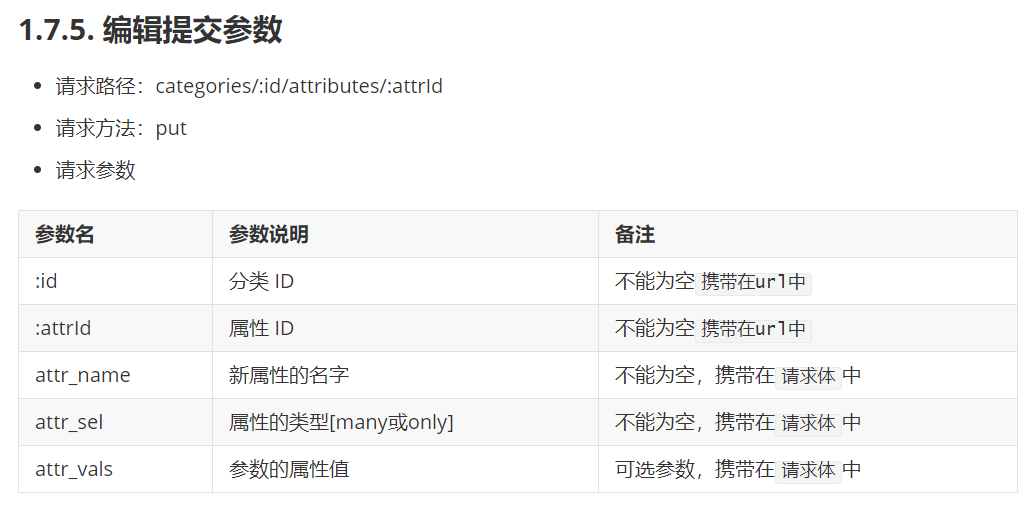 1.7.5. 编辑提交参数
请求路径：categories/:id/attributes/:attrId
请求方法：put
请求参数
参数名 参数说明 备注
:id 分类 ID 不能为空携带在url中
:attrId 属性 ID 不能为空携带在url中
attr_name 新属性的名字 不能为空，携带在请求体中
attr_sel 属性的类型[many或only] 不能为空，携带在请求体中
attr_vals 参数的属性值 可选参数，携带在请求体中